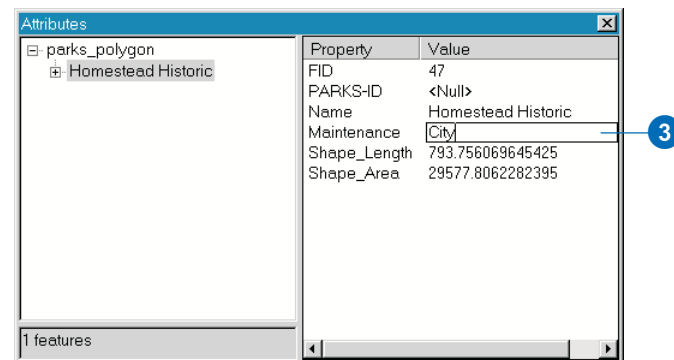 Attributes
parks_polygon
Homestead Historic
Property Value
FID 47
PARKS-ID <Null>
Name Homestead Historic
Maintenance City
3
Shape_Length 793.756069645425
Shape_Area 29577.8062282395
1 features